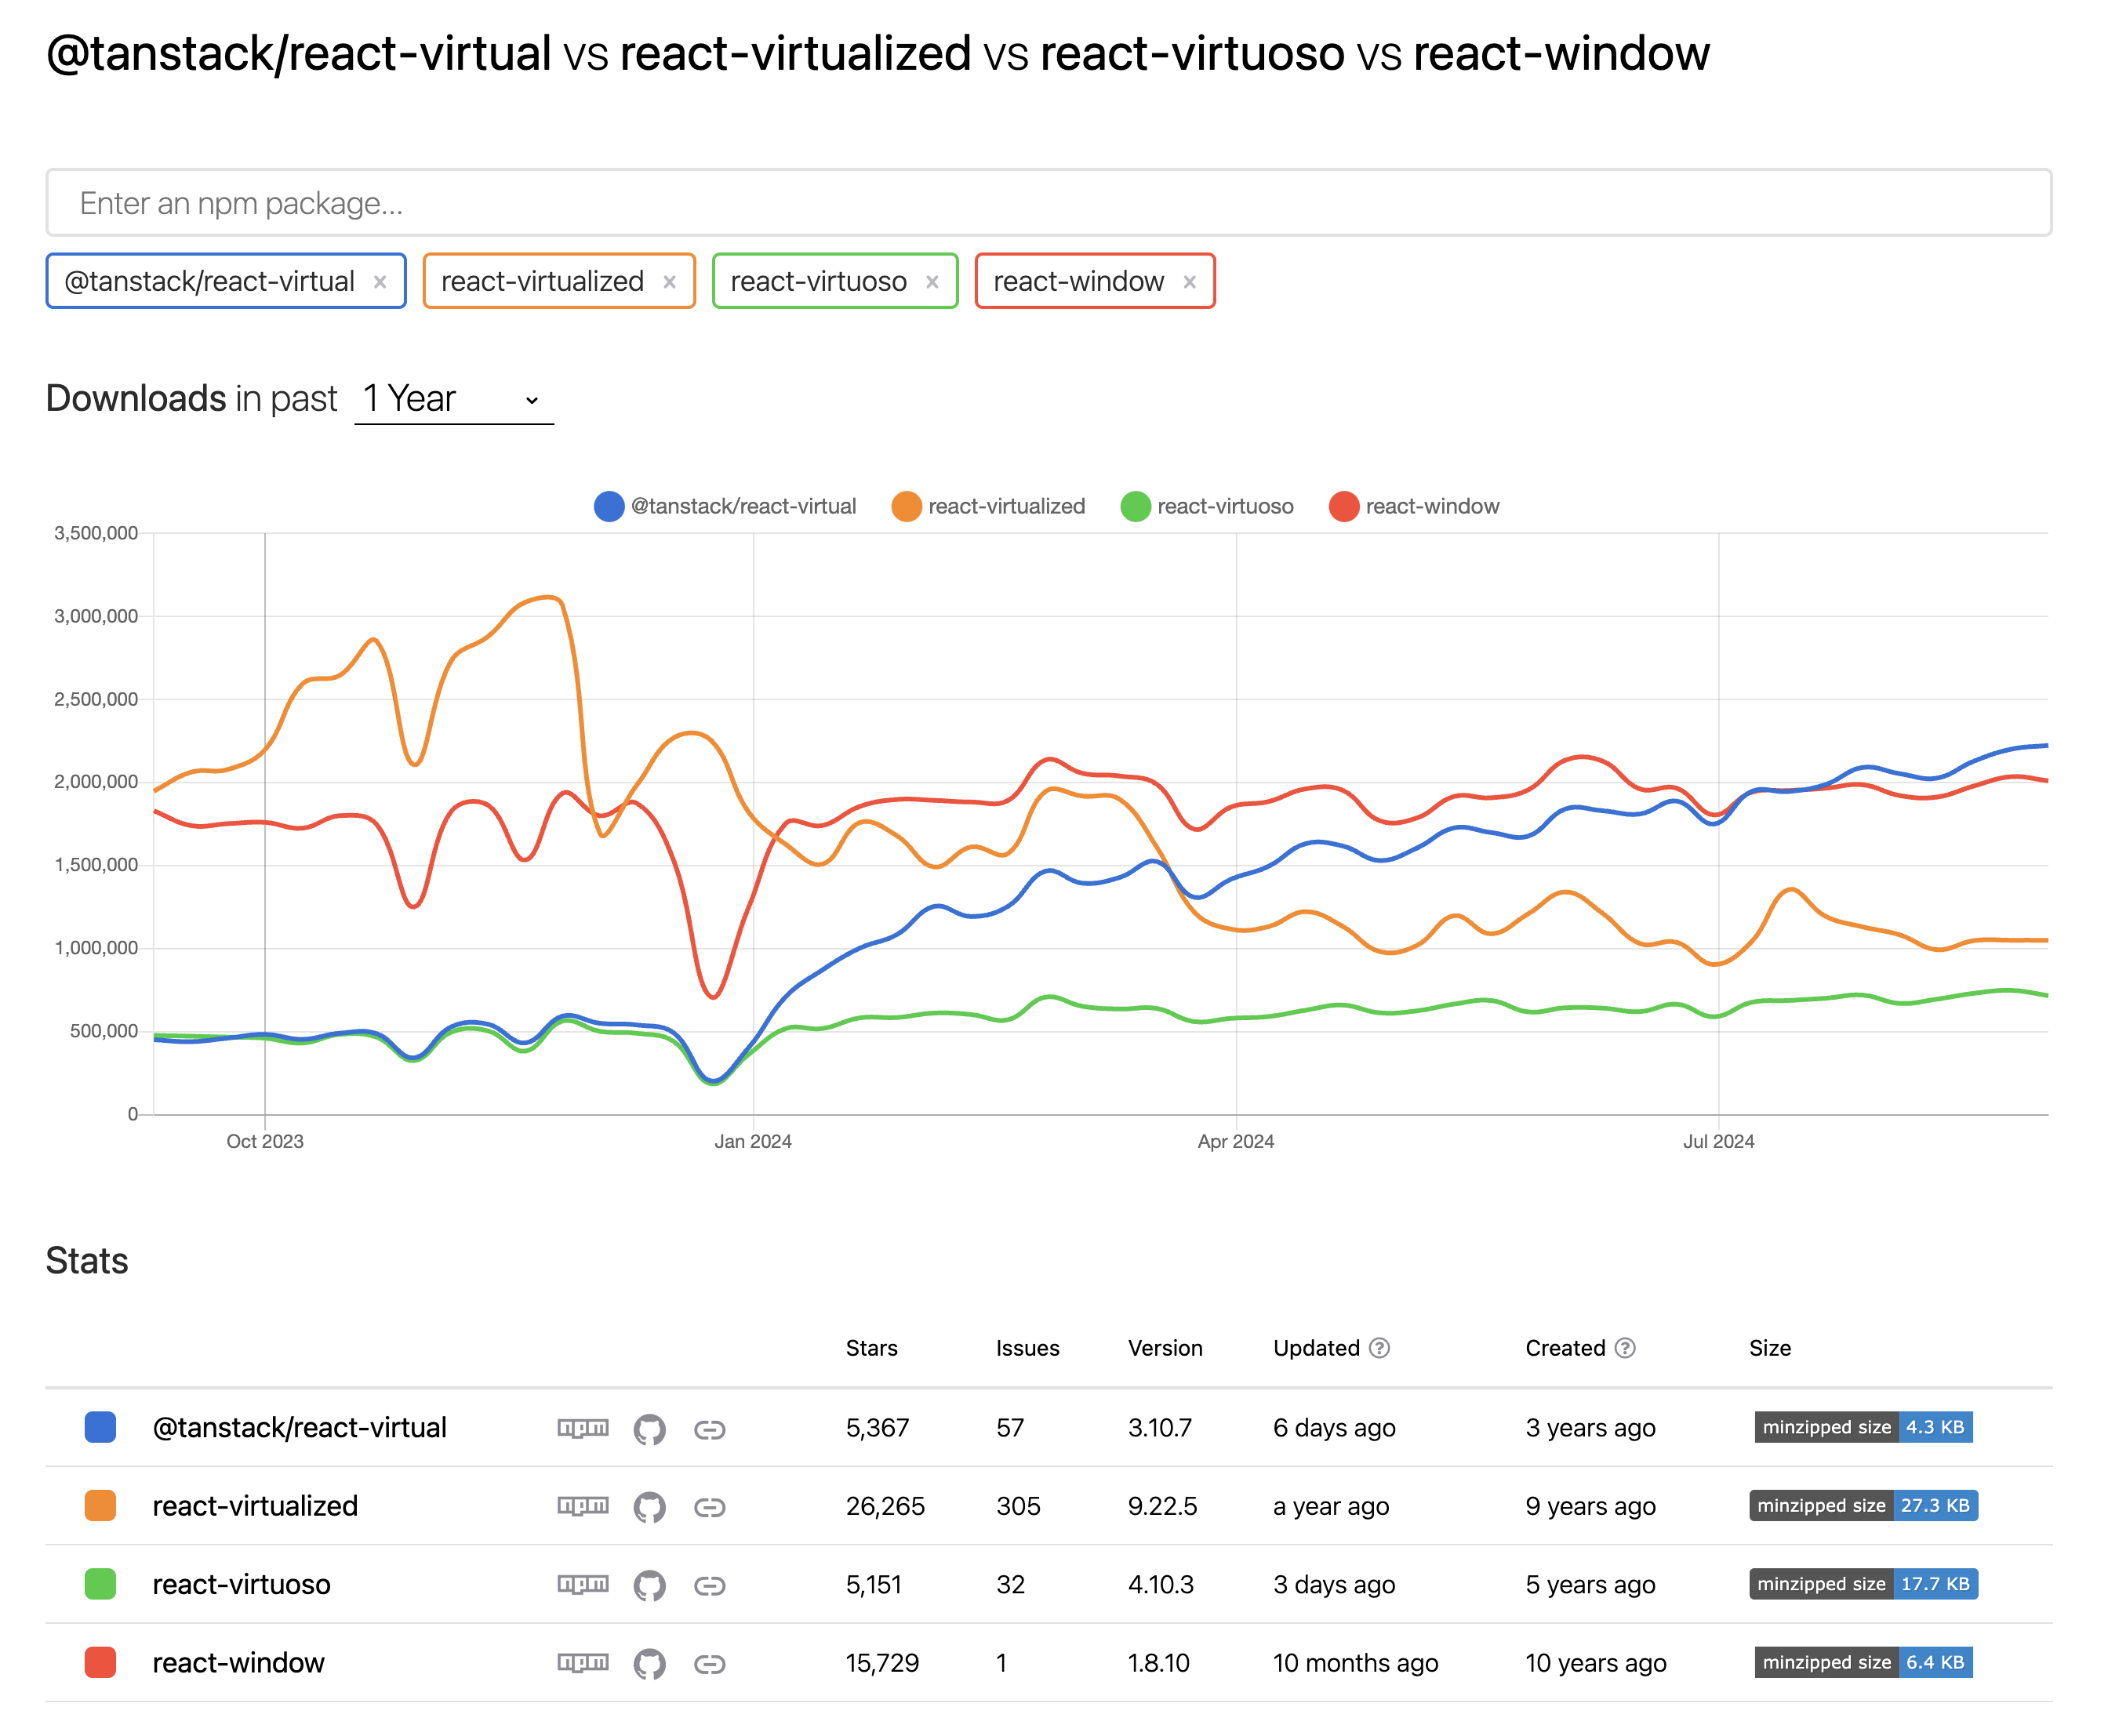 @tanstack/react-virtual vs react-virtualized vs react-virtuoso vs react-window
Enter an npm package...
@tanstack/react-virtual × react-virtualized × react-virtuoso × react-window ×
Downloads in past 1 Year
@tanstack/react-virtual react-virtualized react-virtuoso react-window
3,500,000
3,000,000
2,500,000
2,000,000
1,500,000
1,000,000
500,000
0
Oct 2023 Jan 2024 Apr 2024 Jul 2024
Stats
Stars Issues Version Updated ? Created ? Size
@tanstack/react-virtual npm 5,367 57 3.10.7 6 days ago 3 years ago minzipped size 4.3 KB
react-virtualized npm 26,265 305 9.22.5 a year ago 9 years ago minzipped size 27.3 KB
react-virtuoso npm 5,151 32 4.10.3 3 days ago 5 years ago minzipped size 17.7 KB
react-window npm 15,729 1 1.8.10 10 months ago 10 years ago minzipped size 6.4 KB